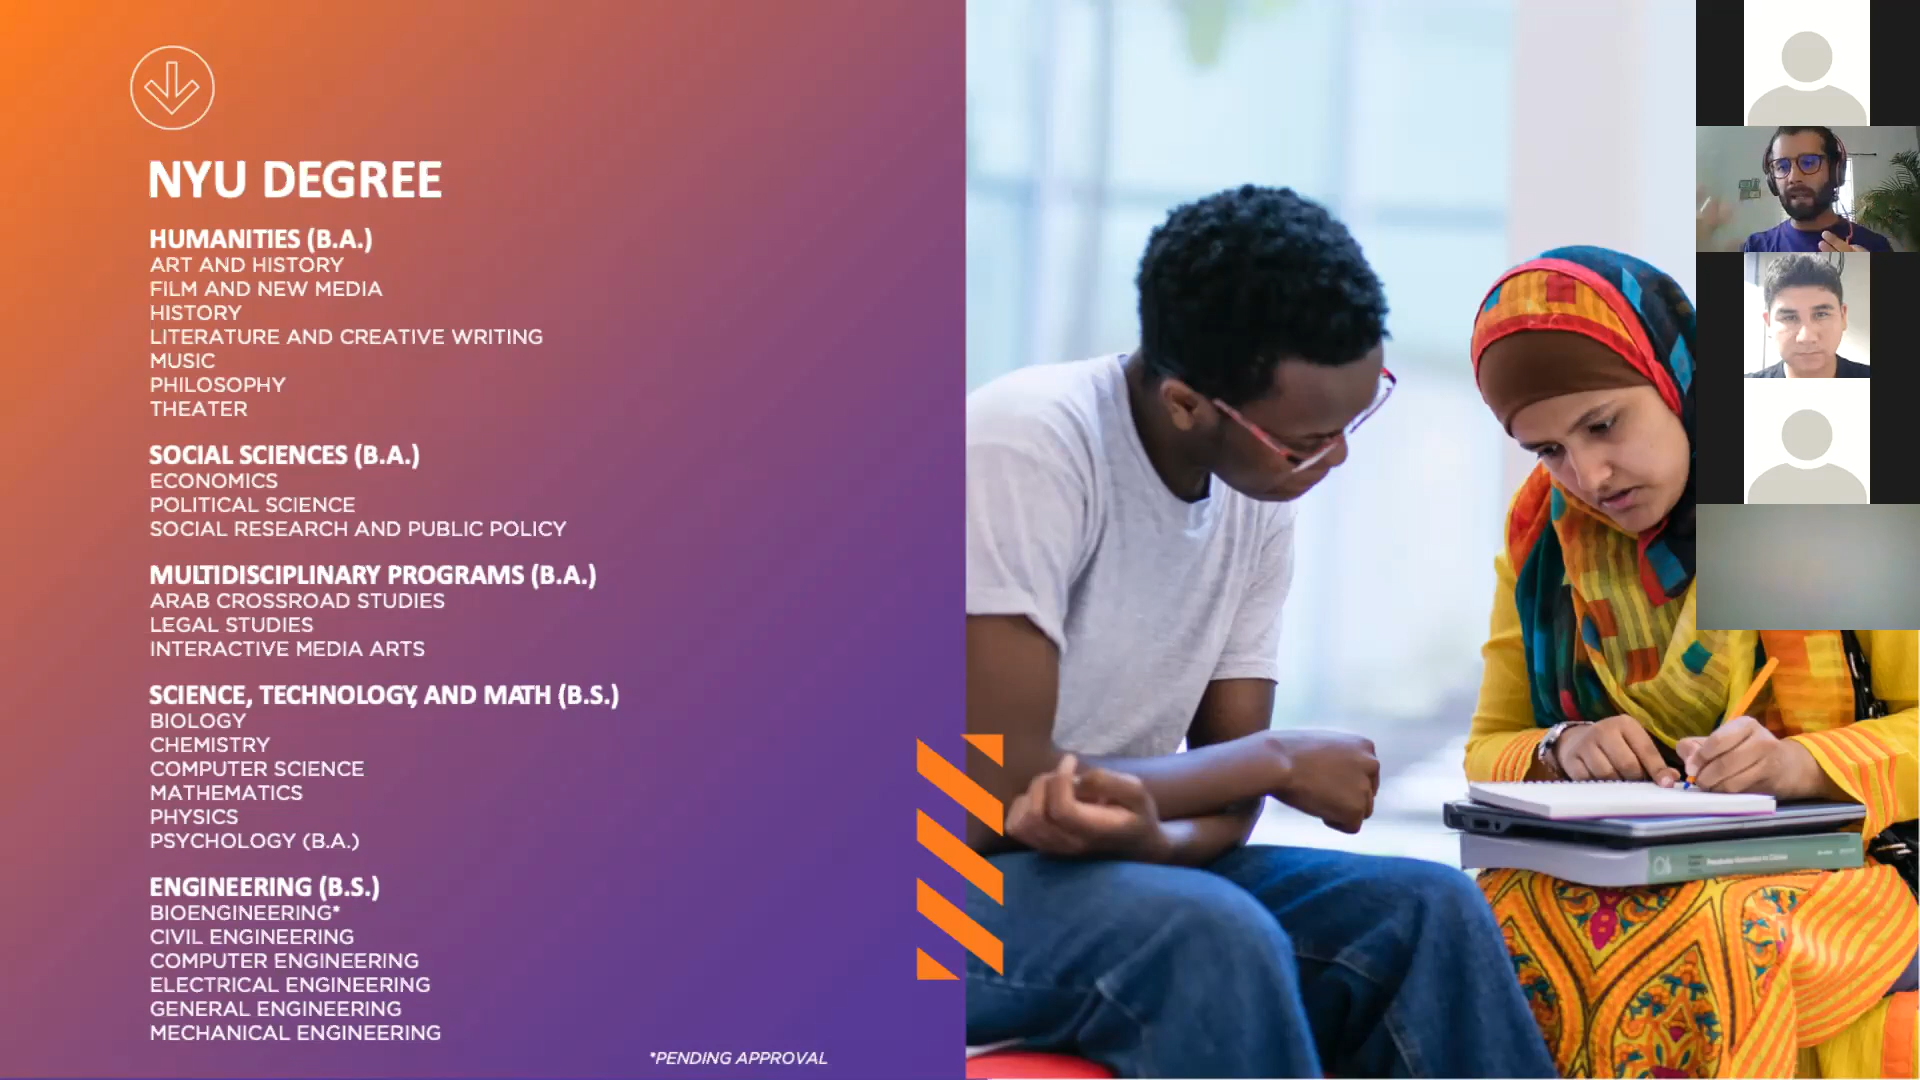 NYU DEGREE
HUMANITIES (B.A.)
ART AND HISTORY
FILM AND NEW MEDIA
HISTORY
LITERATURE AND CREATIVE WRITING
MUSIC
PHILOSOPHY
THEATER
SOCIAL SCIENCES (B.A.)
ECONOMICS
POLITICAL SCIENCE
SOCIAL RESEARCH AND PUBLIC POLICY
MULTIDISCIPLINARY PROGRAMS (B.A.)
ARAB CROSSROAD STUDIES
LEGAL STUDIES
INTERACTIVE MEDIA ARTS
SCIENCE, TECHNOLOGY, AND MATH (B.S.)
BIOLOGY
CHEMISTRY
COMPUTER SCIENCE
MATHEMATICS
PHYSICS
PSYCHOLOGY (B.A.)
ENGINEERING (B.S.)
BIOENGINEERING*
CIVIL ENGINEERING
COMPUTER ENGINEERING
ELECTRICAL ENGINEERING
GENERAL ENGINEERING
MECHANICAL ENGINEERING
*PENDING APPROVAL